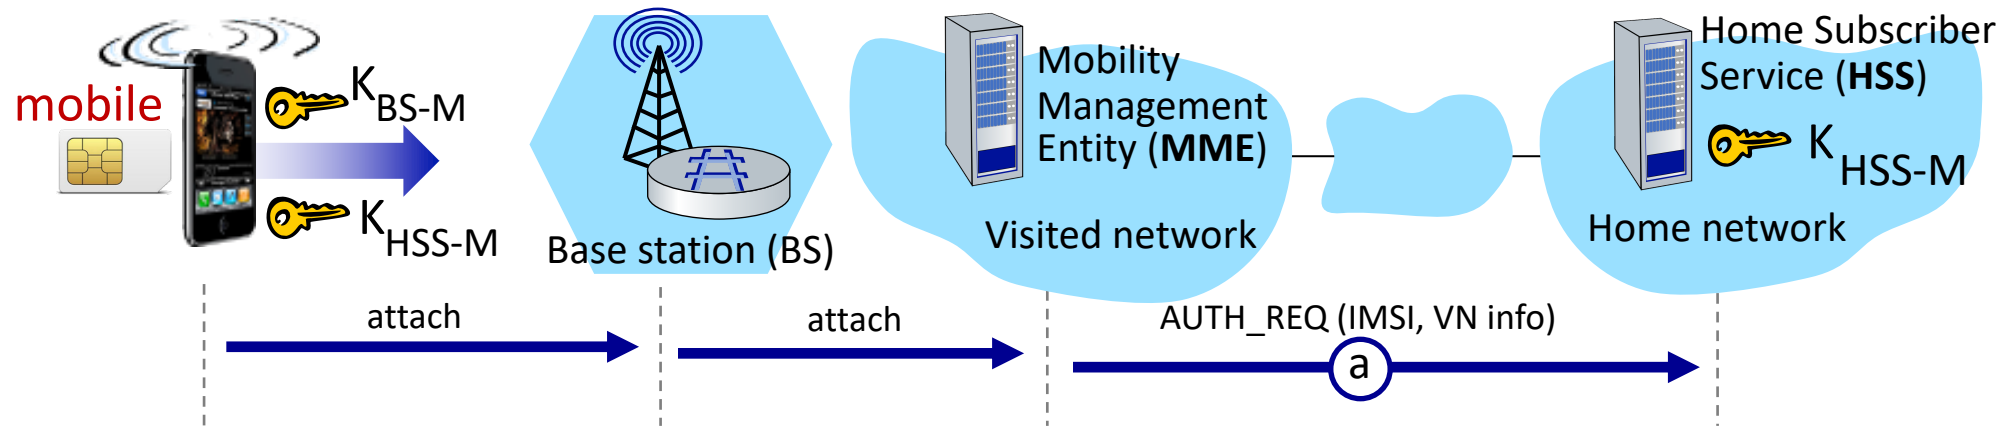 mobile
K BS-M
K HSS-M
Base station (BS)
Mobility
Management
Entity (MME)
Visited network
Home Subscriber
Service (HSS)
K HSS-M
Home network
attach
attach
AUTH_REQ (IMSI, VN info)
a